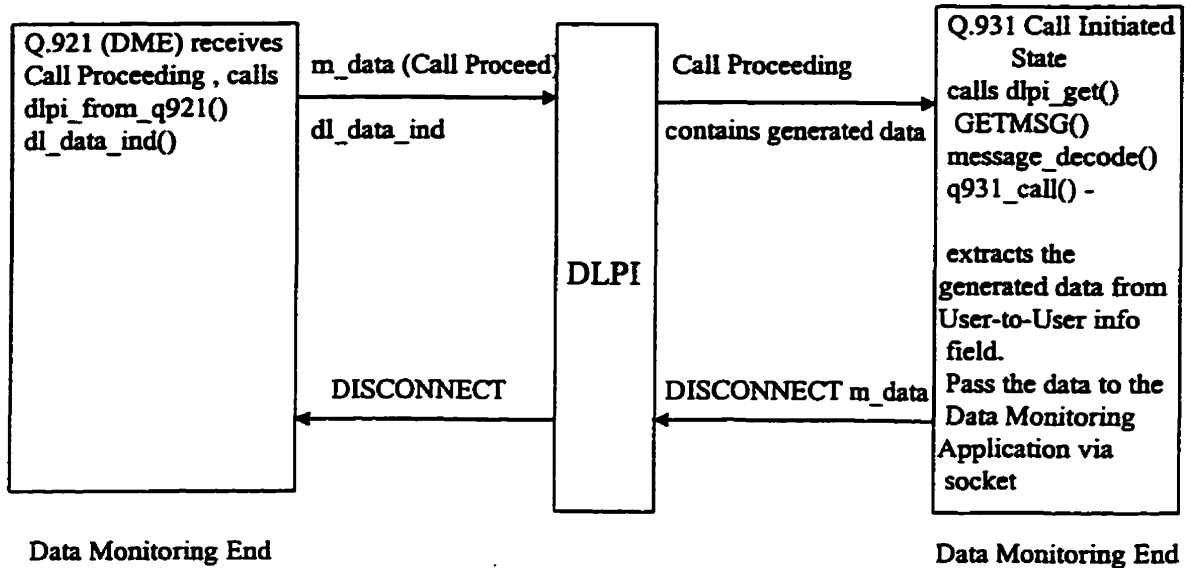 Q.921 (DME) receives
Call Proceeding , calls
dlpi_from_q921()
dl_data_ind()
m_data (Call Proceed)
dl_data_ind
DISCONNECT
DLPI
Call Proceeding
contains generated data
DISCONNECT m_data
Q.931 Call Initiated
State
calls dlpi_get()
GETMSG()
message_decode()
q931_call() -
extracts the
generated data from
User-to-User info
field.
Pass the data to the
Data Monitoring
Application via
socket
Data Monitoring End
Data Monitoring End